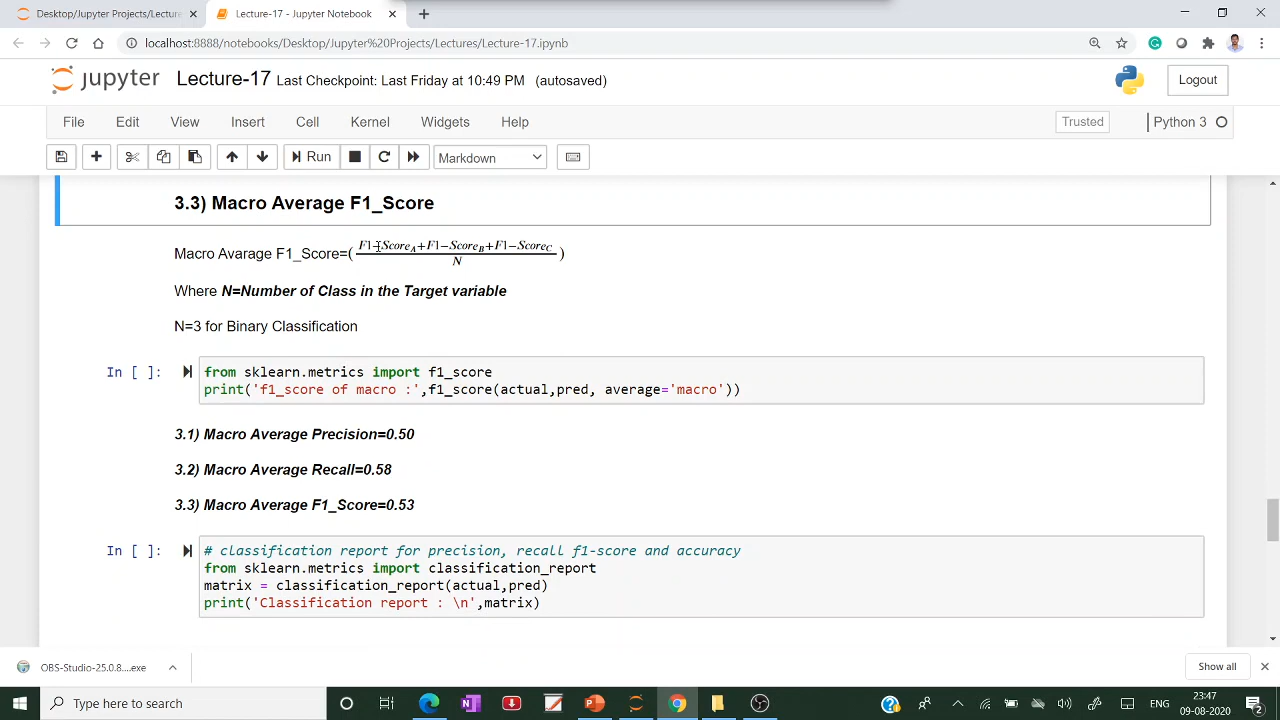 Desktop/Jupyter Projects/Lecture
Lecture-17 - Jupyter Notebook
localhost:8888/notebooks/Desktop/Jupyter%20Projects/Lectures/Lecture-17.ipynb
jupyter Lecture-17 Last Checkpoint: Last Friday at 10:49 PM (autosaved)
Logout
File Edit View Insert Cell Kernel Widgets Help
Trusted
Python 3
Run
Markdown
3.3) Macro Average F1_Score
Macro Avarage F1_Score=(F1−Score_A+F1−Score_B+F1−Score_C / N)
Where N=Number of Class in the Target variable
N=3 for Binary Classification
In [ ]:
from sklearn.metrics import f1_score
print('f1_score of macro :',f1_score(actual,pred, average='macro'))
3.1) Macro Average Precision=0.50
3.2) Macro Average Recall=0.58
3.3) Macro Average F1_Score=0.53
In [ ]:
# classification report for precision, recall f1-score and accuracy
from sklearn.metrics import classification_report
matrix = classification_report(actual,pred)
print('Classification report : \n',matrix)
OBS-Studio-25.0.8....exe
Show all
Type here to search
ENG
23:47
09-08-2020
2